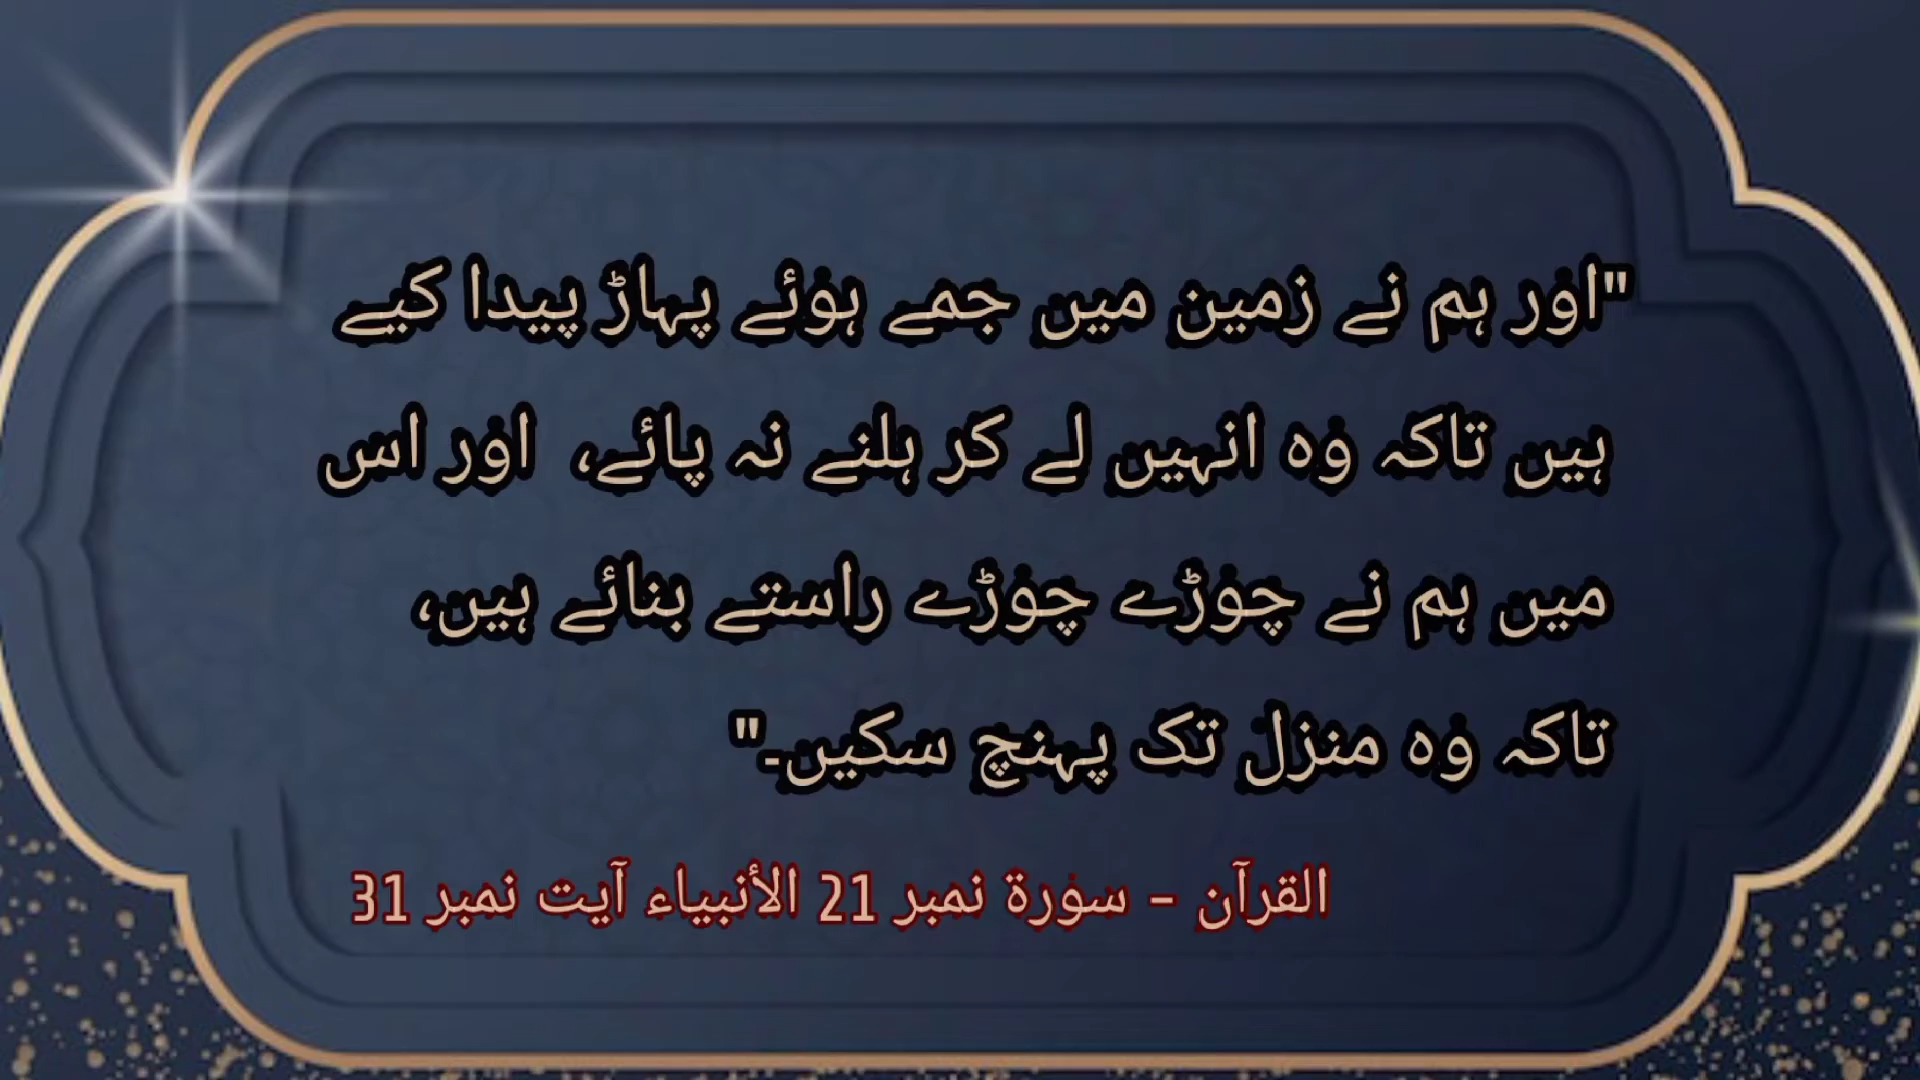 "اور ہم نے زمین میں جمے ہوئے پہاڑ پیدا کیے
ہیں تاکہ وہ انہیں لے کر ہلنے نہ پائے، اور اس
میں ہم نے چوڑے چوڑے راستے بنائے ہیں،
تاکہ وہ منزل تک پہنچ سکیں۔"
القرآن – سورۃ نمبر 21 الأنبياء آیت نمبر 31